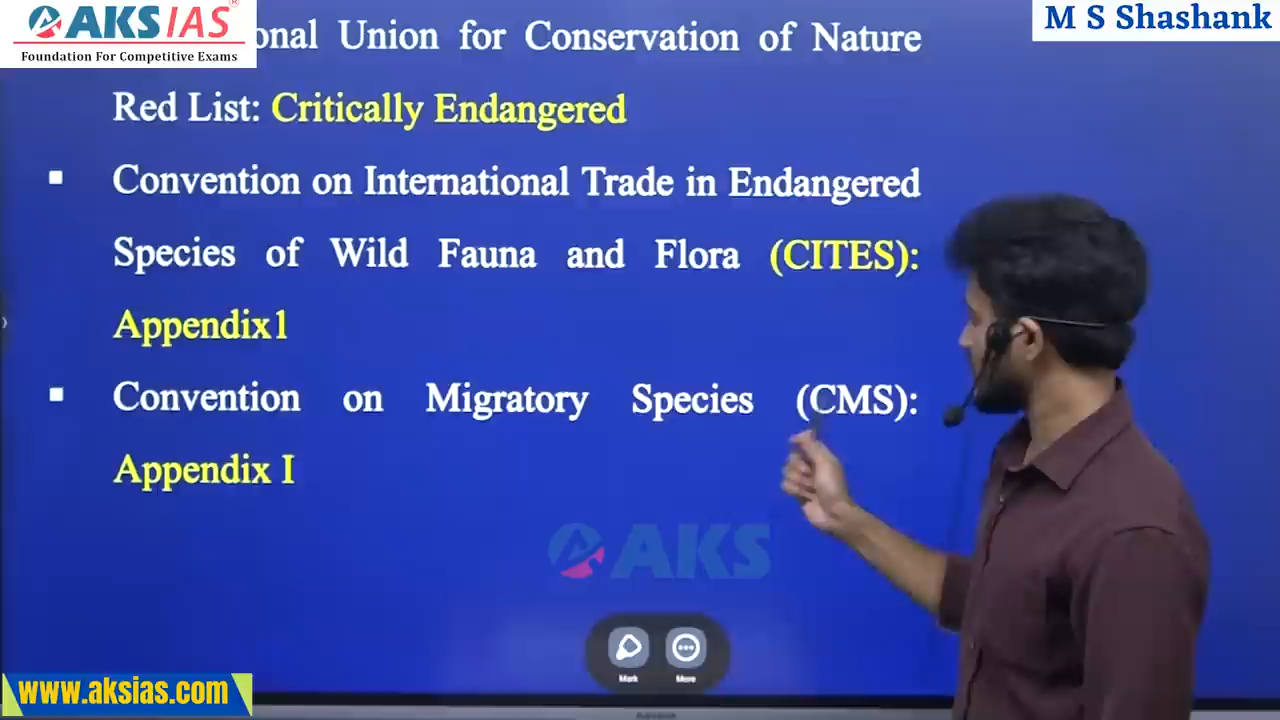 AKS IAS®
Foundation For Competitive Exams
M S Shashank
onal Union for Conservation of Nature
Red List: Critically Endangered
▪ Convention on International Trade in Endangered
Species of Wild Fauna and Flora (CITES):
Appendix1
▪ Convention on Migratory Species (CMS):
Appendix I
AKS
Mark
More
www.aksias.com